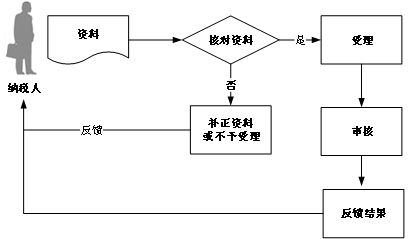 资料
核对资料
是
受理
纳税人
否
补正资料
或不予受理
反馈
审核
反馈结果